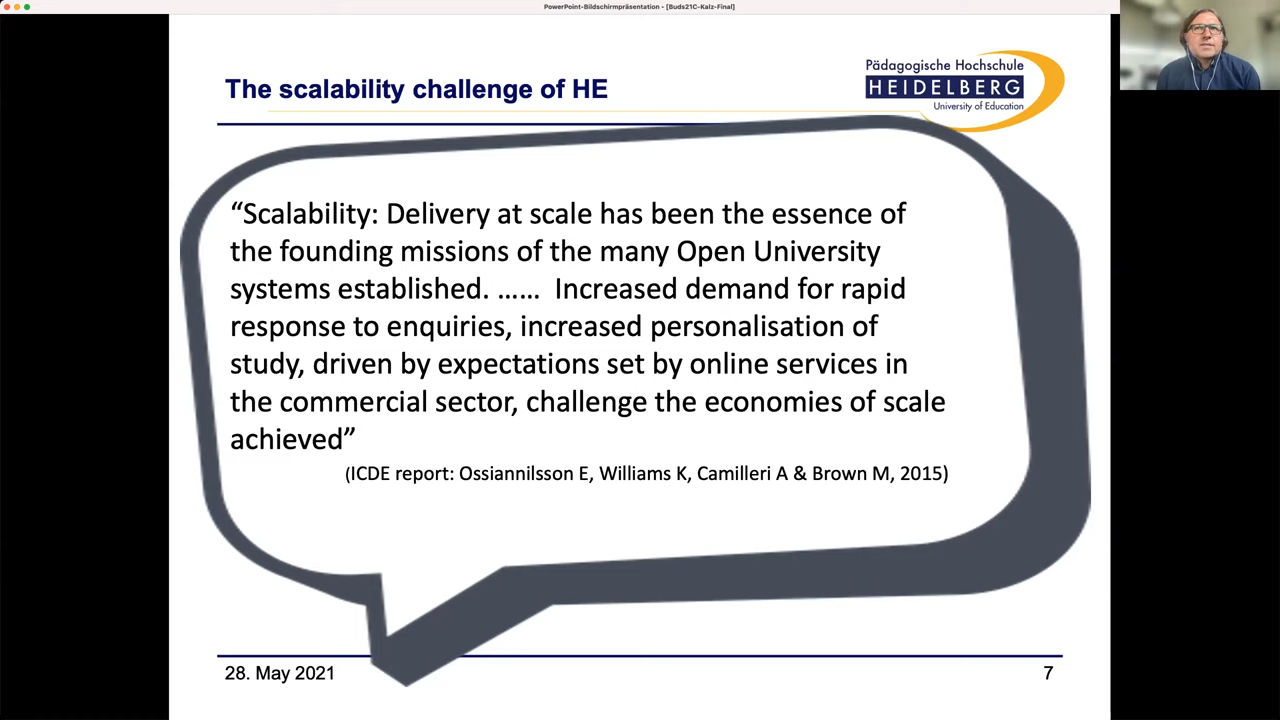 PowerPoint-Bildschirmpräsentation - [Buds21C-Kalz-Final]
The scalability challenge of HE
Pädagogische Hochschule
HEIDELBERG
University of Education
“Scalability: Delivery at scale has been the essence of
the founding missions of the many Open University
systems established. ...... Increased demand for rapid
response to enquiries, increased personalisation of
study, driven by expectations set by online services in
the commercial sector, challenge the economies of scale
achieved”
(ICDE report: Ossiannilsson E, Williams K, Camilleri A & Brown M, 2015)
28. May 2021
7